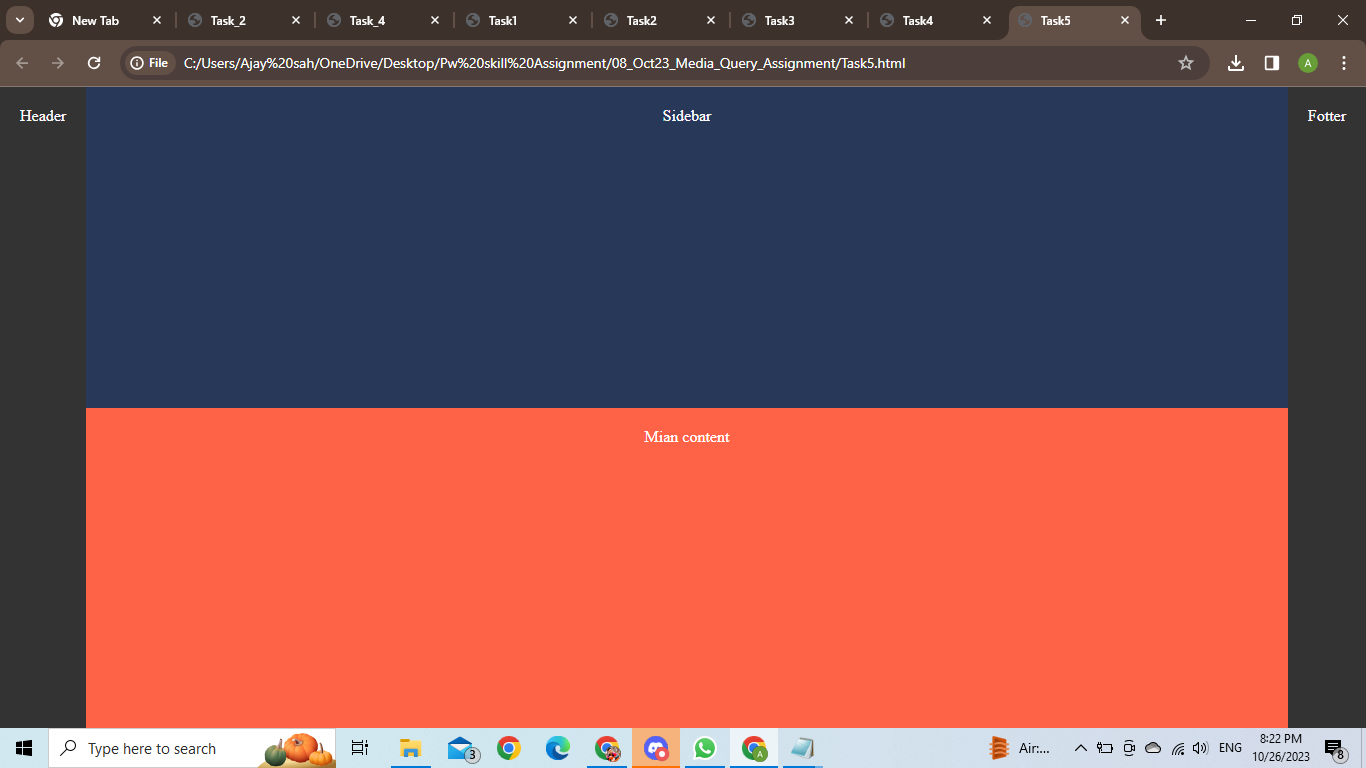 New Tab
Task_2
Task_4
Task1
Task2
Task3
Task4
Task5
File
C:/Users/Ajay%20sah/OneDrive/Desktop/Pw%20skill%20Assignment/08_Oct23_Media_Query_Assignment/Task5.html
A
Header
Sidebar
Fotter
Mian content
Type here to search
3
A
Air:...
ENG
8:22 PM
10/26/2023
8